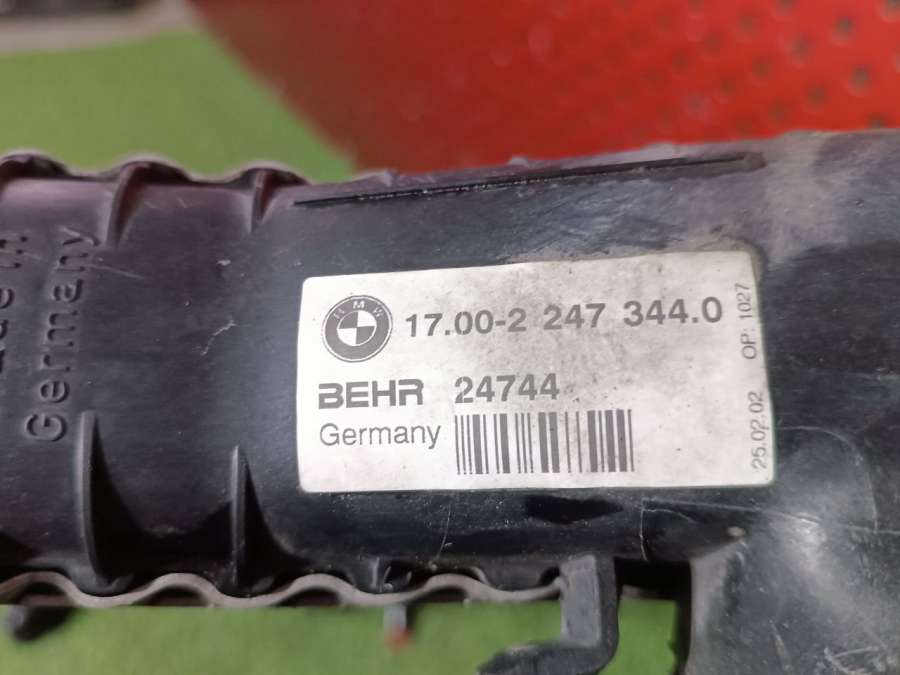 Germany
BMW
17.00-2 247 344.0
BEHR 24744
Germany
25.02.02 OP: 1027